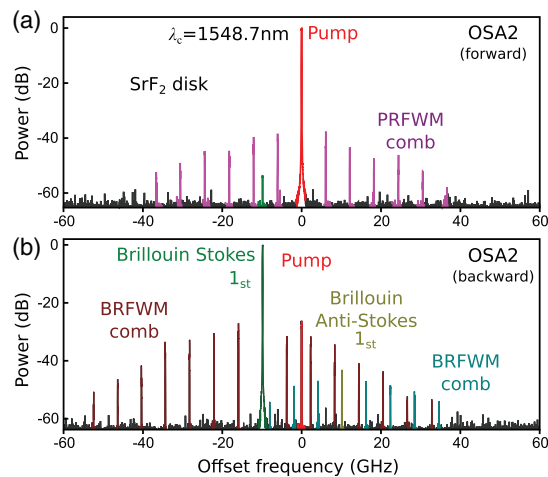 (a)
0
λc=1548.7nm
Pump
OSA2
(forward)
SrF2 disk
PRFWM
comb
Power (dB)
-20
-40
-60
-60
-40
-20
0
20
40
60
(b)
0
Brillouin Stokes
1st
Pump
OSA2
(backward)
BRFWM
comb
Brillouin
Anti-Stokes
1st
BRFWM
comb
Power (dB)
-20
-40
-60
-60
-40
-20
0
20
40
60
Offset frequency (GHz)